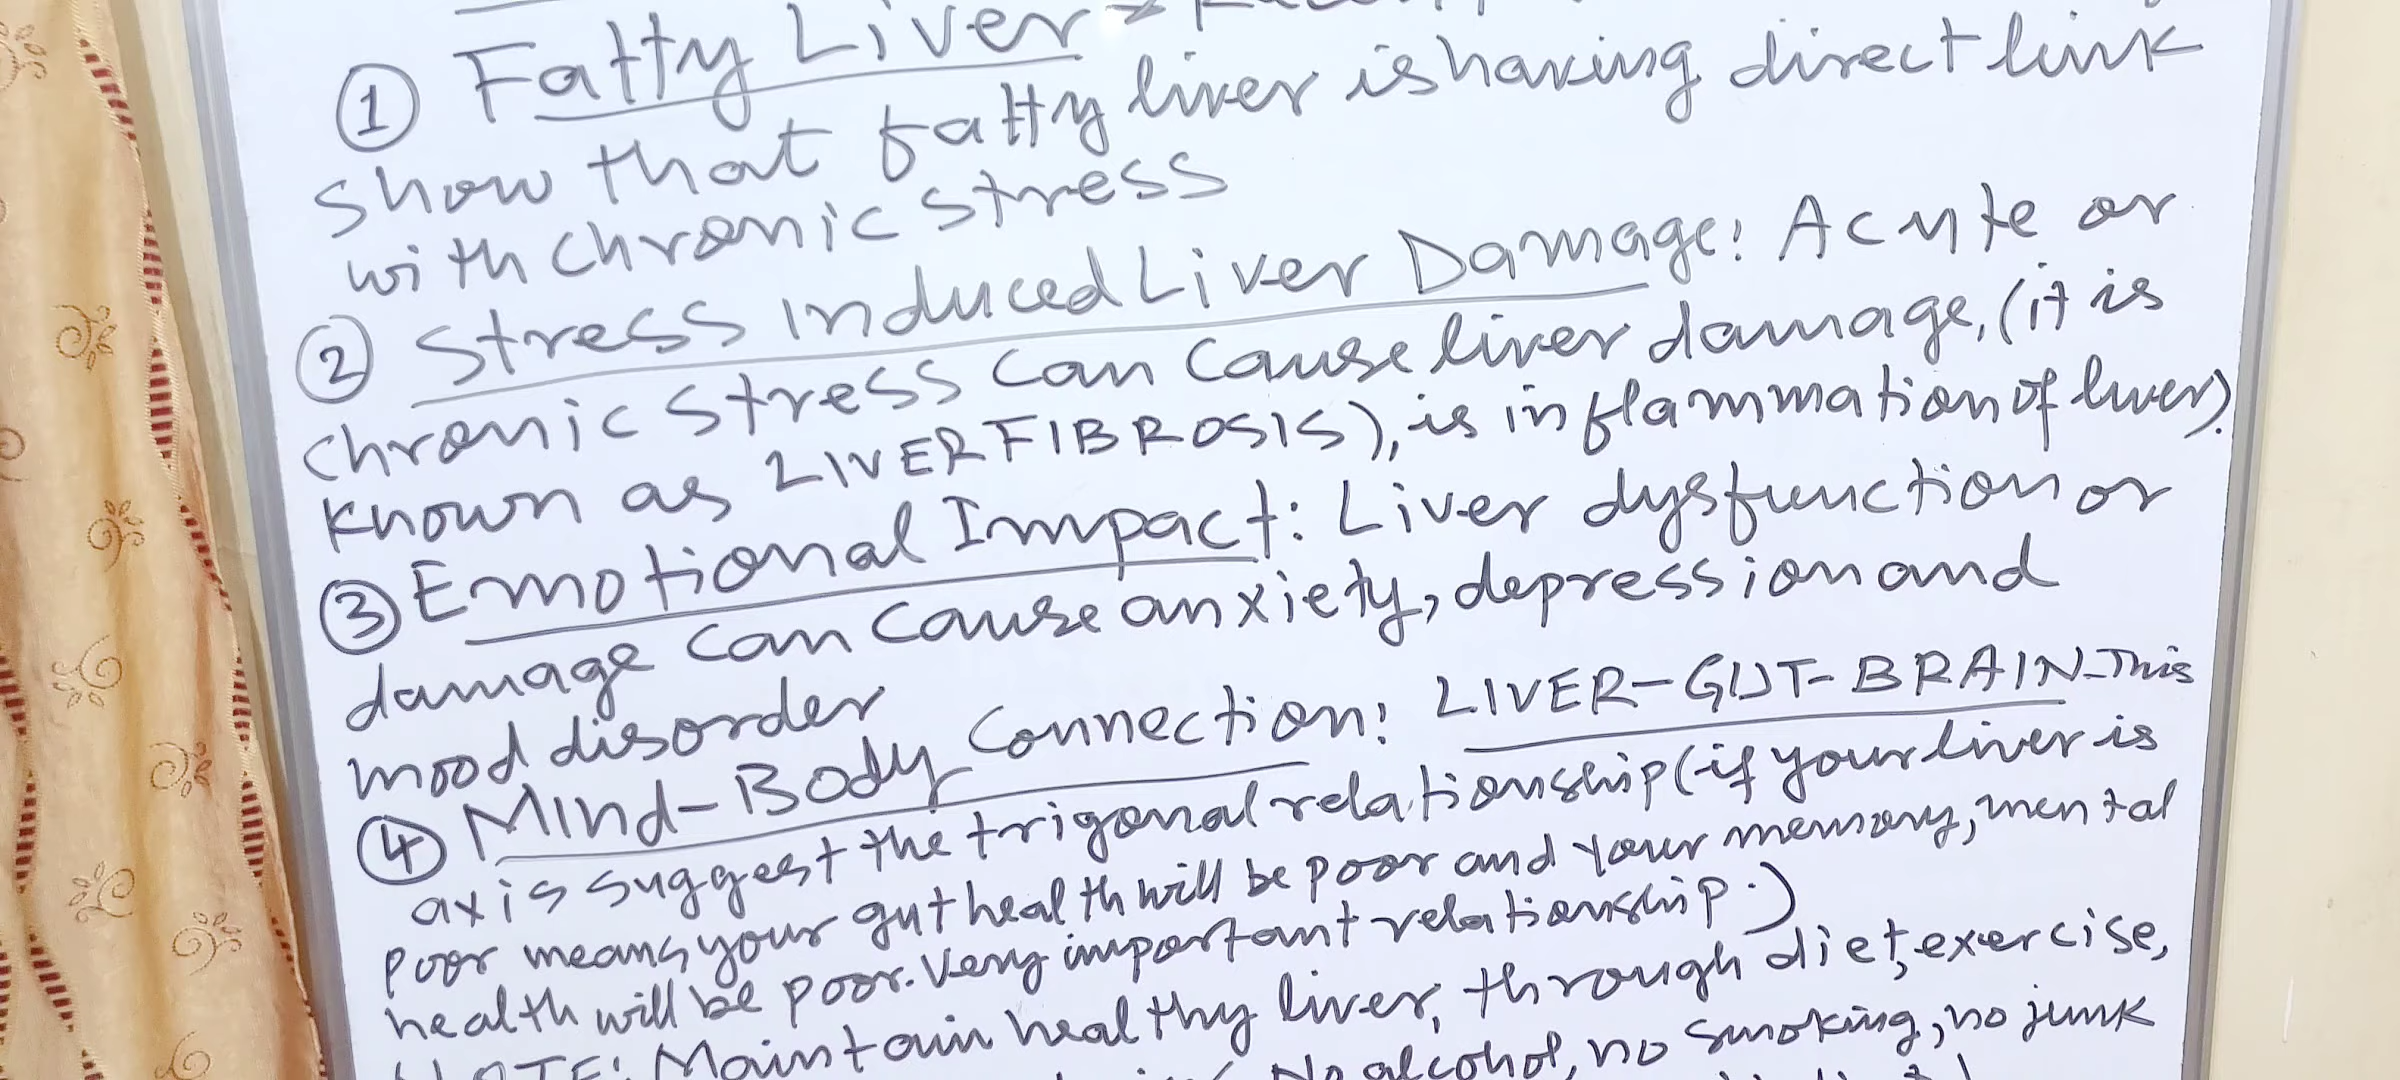 ① Fatty Liver
show that fatty liver is having direct link
with chronic stress
② Stress induced Liver Damage: Acute or
chronic stress can cause liver damage, (it is
known as LIVER FIBROSIS), is inflammation of liver).
③ Emotional Impact: Liver dysfunction or
damage can cause anxiety, depression and
mood disorder
④ Mind-Body Connection: LIVER-GUT-BRAIN-This
axis suggest the trigonal relationship (if your liver is
poor means your gut health will be poor and your memory, mental
health will be poor. Very important relationship.)
NOTE: Maintain healthy liver, through diet, exercise,
No alcohol, no smoking, no junk